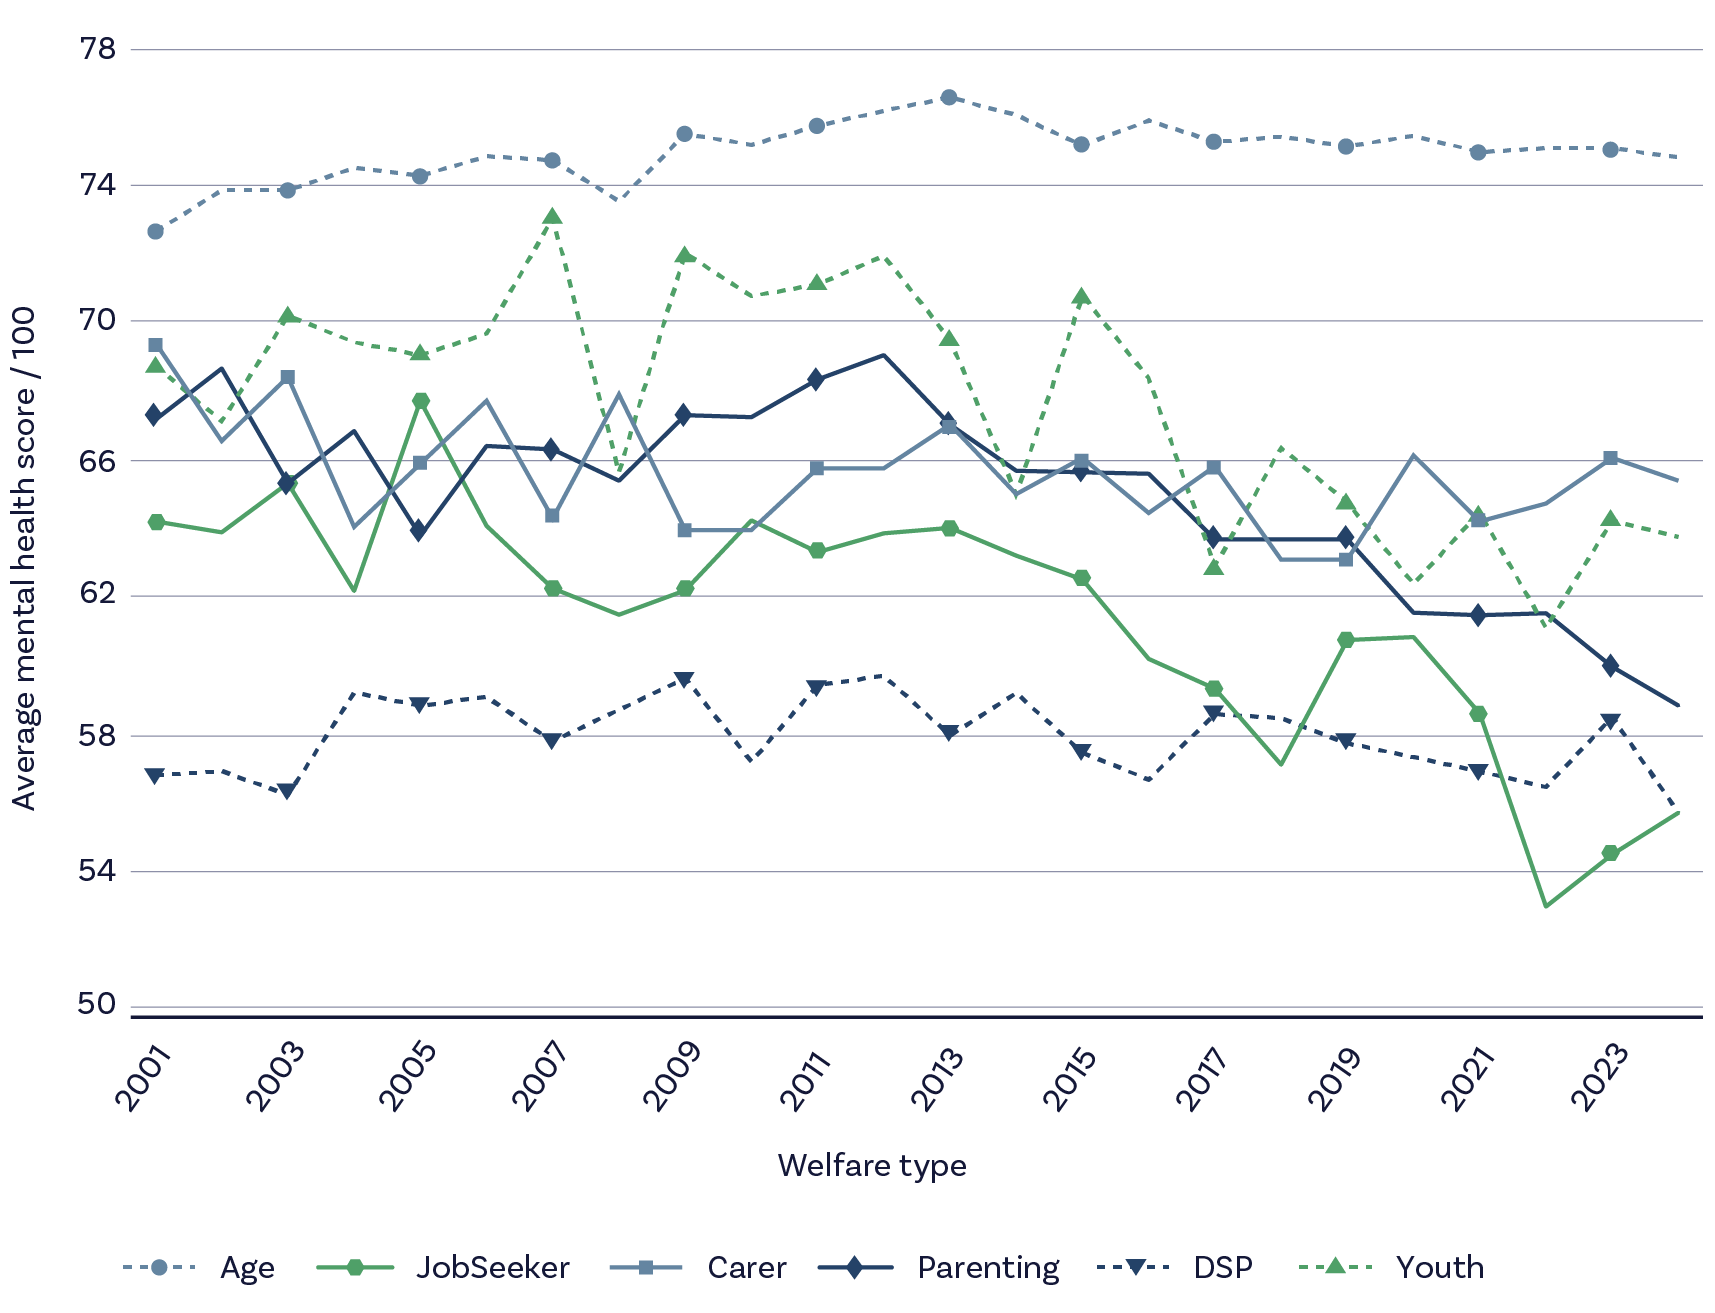 Average mental health score / 100
78
74
70
66
62
58
54
50
2001 2003 2005 2007 2009 2011 2013 2015 2017 2019 2021 2023
Welfare type
Age JobSeeker Carer Parenting DSP Youth